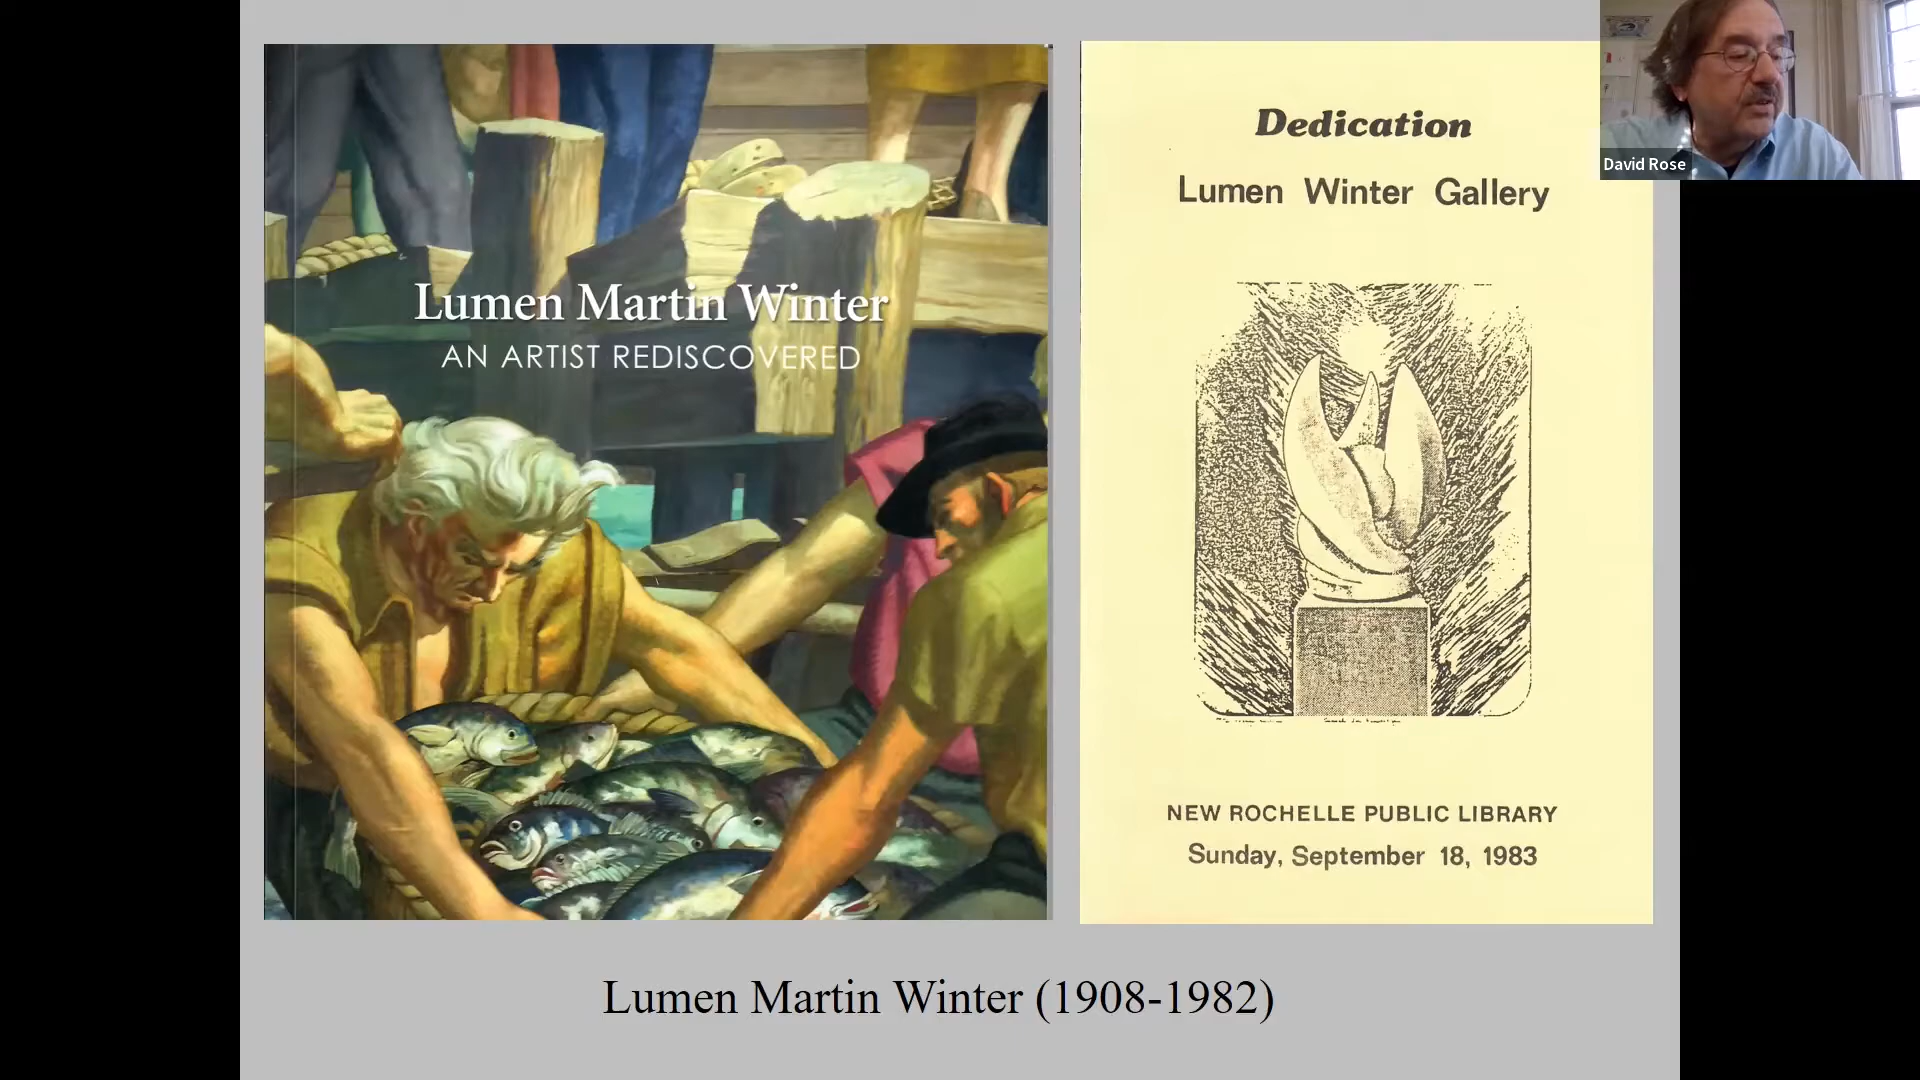 Lumen Martin Winter
AN ARTIST REDISCOVERED
Dedication
Lumen Winter Gallery
NEW ROCHELLE PUBLIC LIBRARY
Sunday, September 18, 1983
Lumen Martin Winter (1908-1982)
David Rose